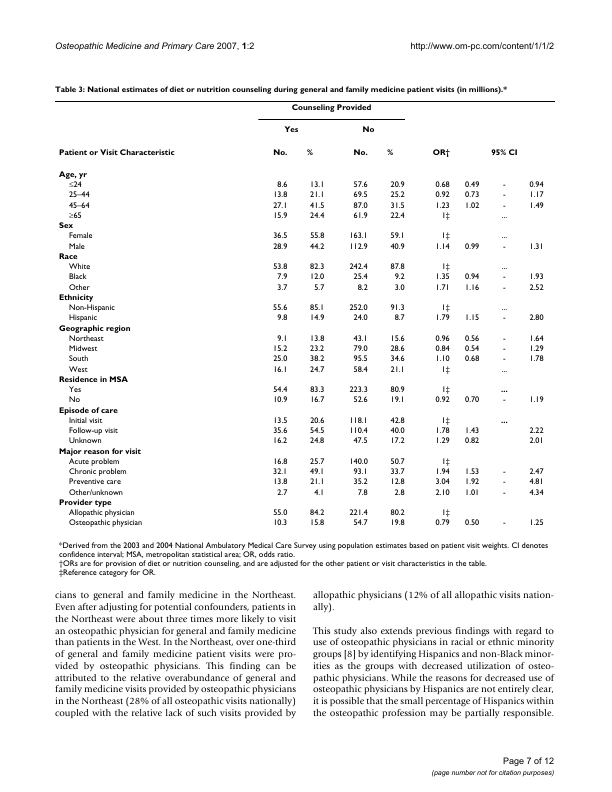 Osteopathic Medicine and Primary Care 2007, 1:2 http://www.om-pc.com/content/1/1/2
Table 3: National estimates of diet or nutrition counseling during general and family medicine patient visits (in millions).*
Counseling Provided
Yes No
Patient or Visit Characteristic No. % No. % OR† 95% CI
Age, yr
≤24 8.6 13.1 57.6 20.9 0.68 0.49 - 0.94
25–44 13.8 21.1 69.5 25.2 0.92 0.73 - 1.17
45–64 27.1 41.5 87.0 31.5 1.23 1.02 - 1.49
≥65 15.9 24.4 61.9 22.4 1‡ ...
Sex
Female 36.5 55.8 163.1 59.1 1‡ ...
Male 28.9 44.2 112.9 40.9 1.14 0.99 - 1.31
Race
White 53.8 82.3 242.4 87.8 1‡ ...
Black 7.9 12.0 25.4 9.2 1.35 0.94 - 1.93
Other 3.7 5.7 8.2 3.0 1.71 1.16 - 2.52
Ethnicity
Non-Hispanic 55.6 85.1 252.0 91.3 1‡ ...
Hispanic 9.8 14.9 24.0 8.7 1.79 1.15 - 2.80
Geographic region
Northeast 9.1 13.8 43.1 15.6 0.96 0.56 - 1.64
Midwest 15.2 23.2 79.0 28.6 0.84 0.54 - 1.29
South 25.0 38.2 95.5 34.6 1.10 0.68 - 1.78
West 16.1 24.7 58.4 21.1 1‡ ...
Residence in MSA
Yes 54.4 83.3 223.3 80.9 1‡ ...
No 10.9 16.7 52.6 19.1 0.92 0.70 - 1.19
Episode of care
Initial visit 13.5 20.6 118.1 42.8 1‡ ...
Follow-up visit 35.6 54.5 110.4 40.0 1.78 1.43 2.22
Unknown 16.2 24.8 47.5 17.2 1.29 0.82 2.01
Major reason for visit
Acute problem 16.8 25.7 140.0 50.7 1‡
Chronic problem 32.1 49.1 93.1 33.7 1.94 1.53 - 2.47
Preventive care 13.8 21.1 35.2 12.8 3.04 1.92 - 4.81
Other/unknown 2.7 4.1 7.8 2.8 2.10 1.01 - 4.34
Provider type
Allopathic physician 55.0 84.2 221.4 80.2 1‡
Osteopathic physician 10.3 15.8 54.7 19.8 0.79 0.50 - 1.25
*Derived from the 2003 and 2004 National Ambulatory Medical Care Survey using population estimates based on patient visit weights. CI denotes
confidence interval; MSA, metropolitan statistical area; OR, odds ratio.
†ORs are for provision of diet or nutrition counseling, and are adjusted for the other patient or visit characteristics in the table.
‡Reference category for OR.
cians to general and family medicine in the Northeast.
Even after adjusting for potential confounders, patients in
the Northeast were about three times more likely to visit
an osteopathic physician for general and family medicine
than patients in the West. In the Northeast, over one-third
of general and family medicine patient visits were pro-
vided by osteopathic physicians. This finding can be
attributed to the relative overabundance of general and
family medicine visits provided by osteopathic physicians
in the Northeast (28% of all osteopathic visits nationally)
coupled with the relative lack of such visits provided by
allopathic physicians (12% of all allopathic visits nation-
ally).
This study also extends previous findings with regard to
use of osteopathic physicians in racial or ethnic minority
groups [8] by identifying Hispanics and non-Black minor-
ities as the groups with decreased utilization of osteo-
pathic physicians. While the reasons for decreased use of
osteopathic physicians by Hispanics are not entirely clear,
it is possible that the small percentage of Hispanics within
the osteopathic profession may be partially responsible.
Page 7 of 12
(page number not for citation purposes)